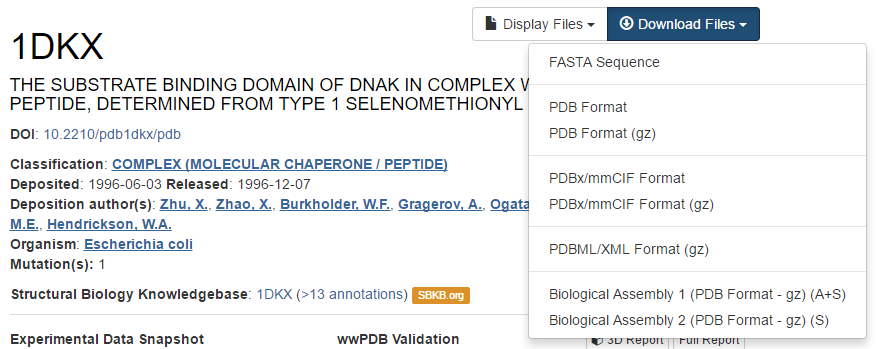 Display Files
Download Files
1DKX
THE SUBSTRATE BINDING DOMAIN OF DNAK IN COMPLEX W
PEPTIDE, DETERMINED FROM TYPE 1 SELENOMETHIONYL
DOI: 10.2210/pdb1dkx/pdb
Classification: COMPLEX (MOLECULAR CHAPERONE / PEPTIDE)
Deposited: 1996-06-03 Released: 1996-12-07
Deposition author(s): Zhu, X., Zhao, X., Burkholder, W.F., Gragerov, A., Ogata
M.E., Hendrickson, W.A.
Organism: Escherichia coli
Mutation(s): 1
Structural Biology Knowledgebase: 1DKX (>13 annotations) SBKB.org
Experimental Data Snapshot
wwPDB Validation
3D Report
Full Report
FASTA Sequence
PDB Format
PDB Format (gz)
PDBx/mmCIF Format
PDBx/mmCIF Format (gz)
PDBML/XML Format (gz)
Biological Assembly 1 (PDB Format - gz) (A+S)
Biological Assembly 2 (PDB Format - gz) (S)